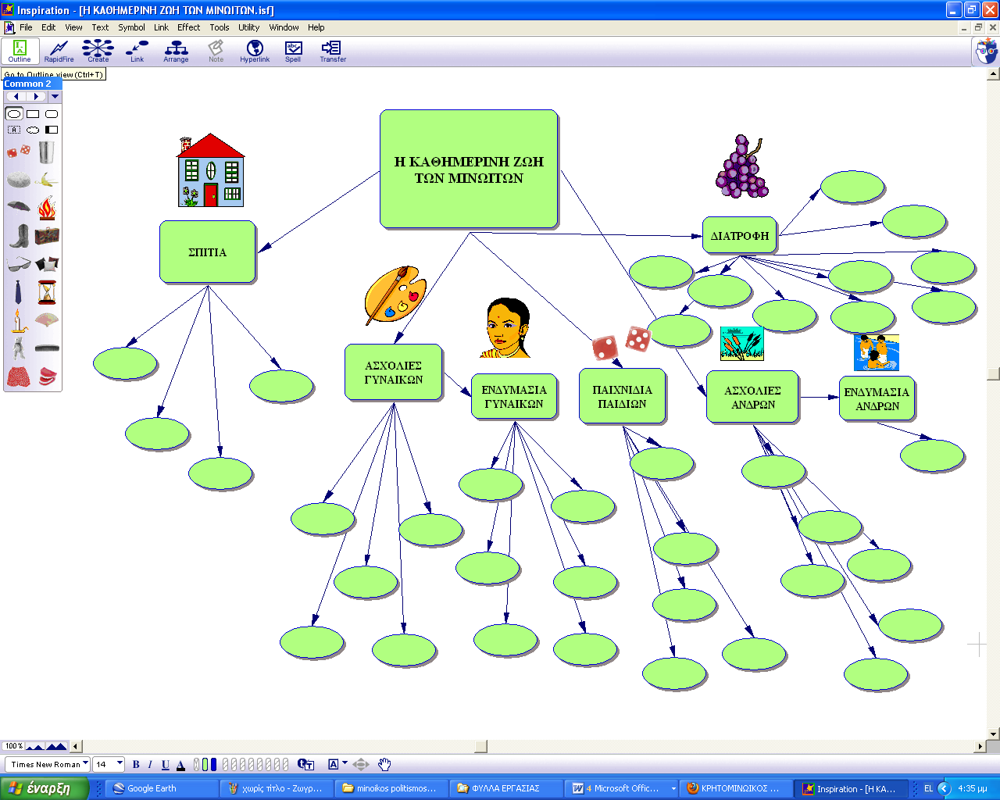 Inspiration - [Η ΚΑΘΗΜΕΡΙΝΗ ΖΩΗ ΤΩΝ ΜΙΝΩΙΤΩΝ.isf]
File Edit View Text Symbol Link Effect Tools Utility Window Help
Outline RapidFire Create Link Arrange Note Hyperlink Spell Transfer
Go to Outline view (Ctrl+T)
Common 2
Η ΚΑΘΗΜΕΡΙΝΗ ΖΩΗ
ΤΩΝ ΜΙΝΩΙΤΩΝ
ΔΙΑΤΡΟΦΗ
ΣΠΙΤΙΑ
ΑΣΧΟΛΙΕΣ
ΓΥΝΑΙΚΩΝ
ΕΝΔΥΜΑΣΙΑ
ΓΥΝΑΙΚΩΝ
ΠΑΙΧΝΙΔΙΑ
ΠΑΙΔΙΩΝ
ΑΣΧΟΛΙΕΣ
ΑΝΔΡΩΝ
ΕΝΔΥΜΑΣΙΑ
ΑΝΔΡΩΝ
100%
Times New Roman 14 B I U A
έναρξη Google Earth χωρίς τίτλο - Ζωγρ... minoikos politismos... ΦΥΛΛΑ ΕΡΓΑΣΙΑΣ 4 Microsoft Offic... ΚΡΗΤΟΜΙΝΩΙΚΟΣ ... Inspiration - [Η ΚΑ... EL 4:35 μμ